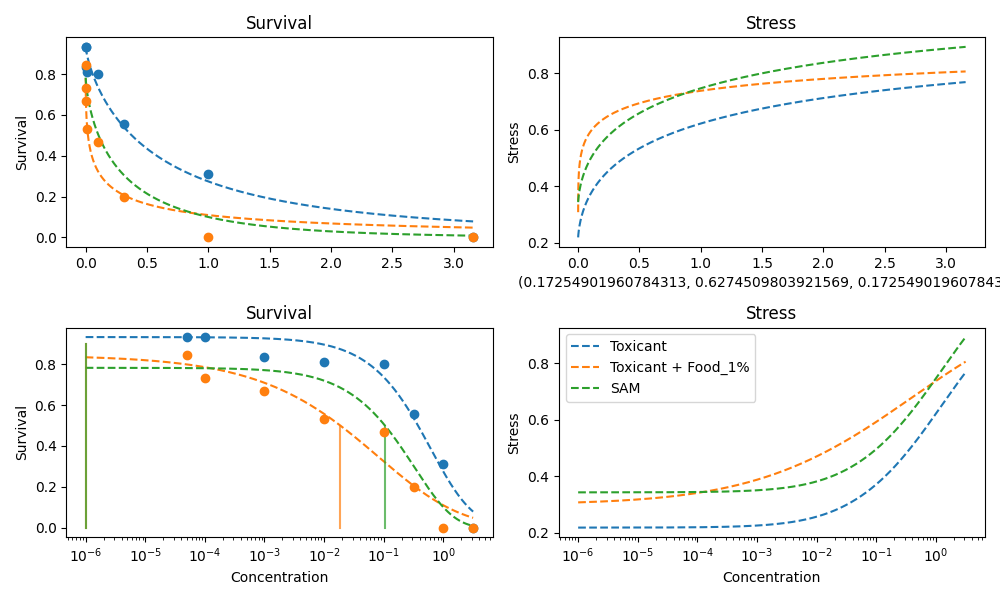 Survival
Stress
Survival
0.8
0.6
0.4
0.2
0.0
0.0 0.5 1.0 1.5 2.0 2.5 3.0
Stress
0.8
0.6
0.4
0.2
0.0 0.5 1.0 1.5 2.0 2.5 3.0
(0.17254901960784313, 0.6274509803921569, 0.1725490196078431
Survival
Stress
Survival
0.8
0.6
0.4
0.2
0.0
10⁻⁶ 10⁻⁵ 10⁻⁴ 10⁻³ 10⁻² 10⁻¹ 10⁰
Concentration
Stress
0.8
0.6
0.4
0.2
Toxicant
Toxicant + Food_1%
SAM
10⁻⁶ 10⁻⁵ 10⁻⁴ 10⁻³ 10⁻² 10⁻¹ 10⁰
Concentration